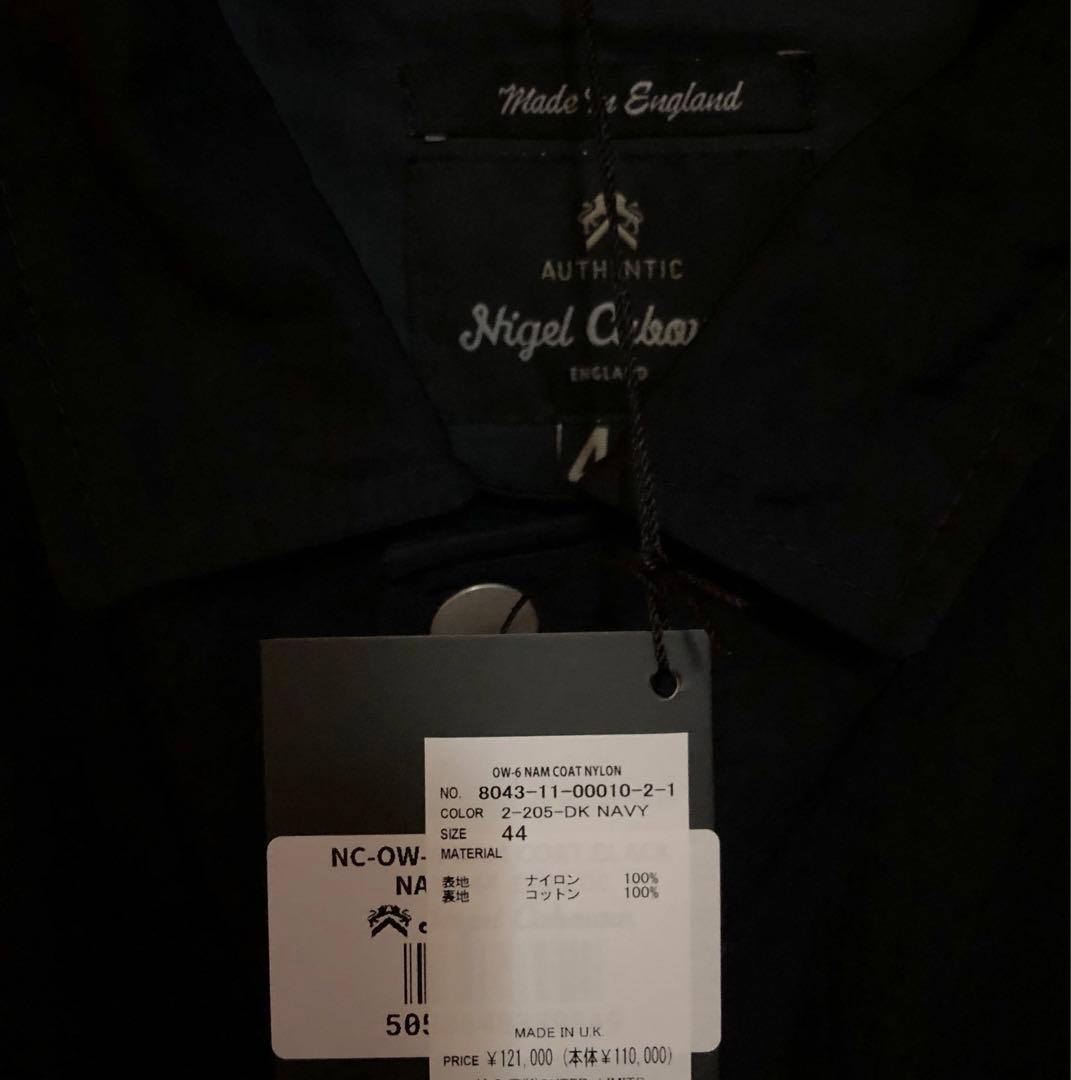 Made in England
AUTHENTIC
Nigel Cabou
ENGLAND
OW-6 NAM COAT NYLON
NO. 8043-11-00010-2-1
COLOR 2-205-DK NAVY
SIZE 44
MATERIAL
表地 ナイロン 100%
裏地 コットン 100%
NC-OW-
NA
505
MADE IN U.K.
PRICE ¥121,000 (本体¥110,000)